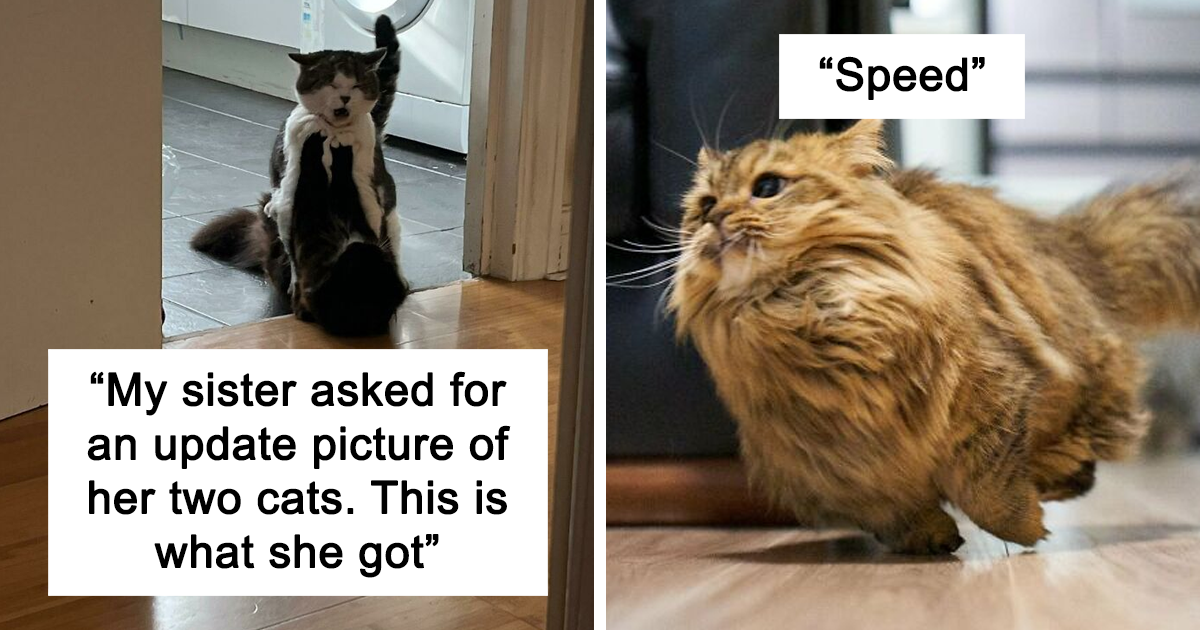 “My sister asked for
an update picture of
her two cats. This is
what she got”
“Speed”